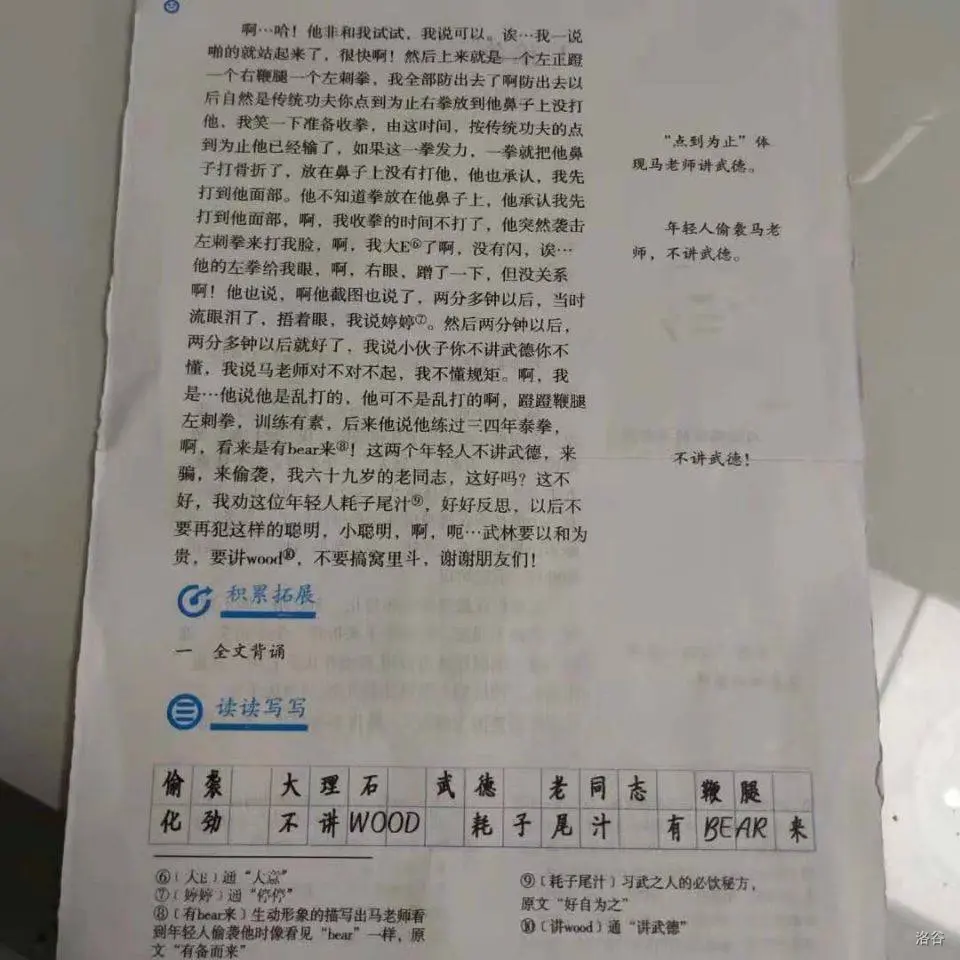 啊…哈！他非和我试试，我说可以。诶…我一说
啪的就站起来了，很快啊！然后上来就是一个左正蹬
一个右鞭腿一个左刺拳，我全部防出去了啊防出去以
后自然是传统功夫你点到为止右拳放到他鼻子上没打
他，我笑一下准备收拳，由这时间，按传统功夫的点
到为止他已经输了，如果这一拳发力，一拳就把他鼻
子打骨折了，放在鼻子上没有打他，他也承认，我先
打到他面部。他不知道拳放在他鼻子上，他承认我先
打到他面部，啊，我收拳的时间不打了，他突然袭击
左刺拳来打我脸，啊，我大E⑥了啊，没有闪，诶…
他的左拳给我眼，啊，右眼，蹭了一下，但没关系
啊！他也说，啊他截图也说了，两分多钟以后，当时
流眼泪了，捂着眼，我说婷婷⑦。然后两分钟以后，
两分多钟以后就好了，我说小伙子你不讲武德你不
懂，我说马老师对不对不起，我不懂规矩。啊，我
是…他说他是乱打的，他可不是乱打的啊，蹬蹬鞭腿
左刺拳，训练有素，后来他说他练过三四年泰拳，
啊，看来是有bear来⑧！这两个年轻人不讲武德，来
骗，来偷袭，我六十九岁的老同志，这好吗？这不
好，我劝这位年轻人耗子尾汁⑨，好好反思，以后不
要再犯这样的聪明，小聪明，啊，呃…武林要以和为
贵，要讲wood⑩，不要搞窝里斗，谢谢朋友们！
“点到为止”体
现马老师讲武德。
年轻人偷袭马老
师，不讲武德。
不讲武德！
积累拓展
一 全文背诵
读读写写
偷袭 大理石 武德 老同志 鞭腿
化劲 不讲WOOD 耗子尾汁 有BEAR来
⑥〔大E〕通“大意”
⑦〔婷婷〕通“停停”
⑧〔有bear来〕生动形象的描写出马老师看
到年轻人偷袭他时像看见“bear”一样，原
文“有备而来”
⑨〔耗子尾汁〕习武之人的必饮秘方，
原文“好自为之”
⑩〔讲wood〕通“讲武德”
洛谷